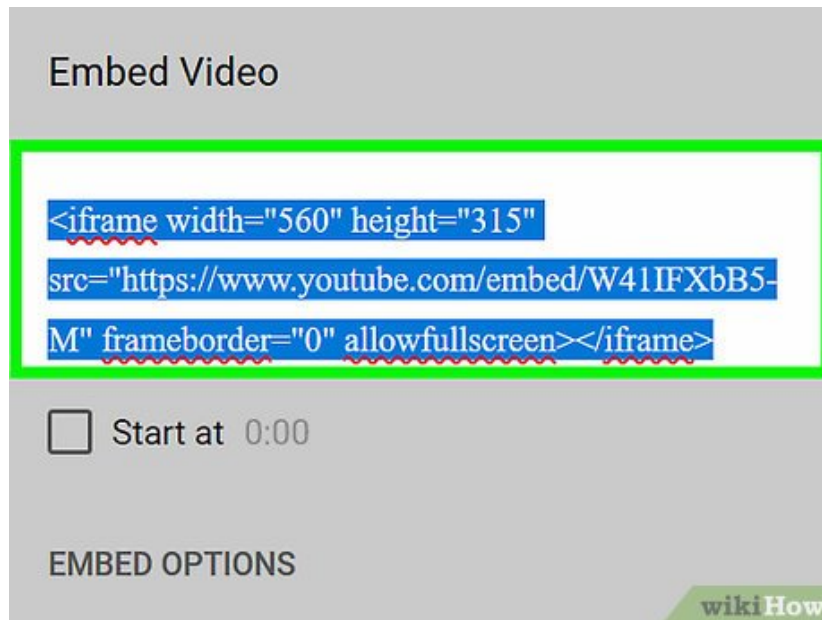 Embed Video
<iframe width="560" height="315"
src="https://www.youtube.com/embed/W41IFXbB5-
M" frameborder="0" allowfullscreen></iframe>
Start at 0:00
EMBED OPTIONS
wikiHow